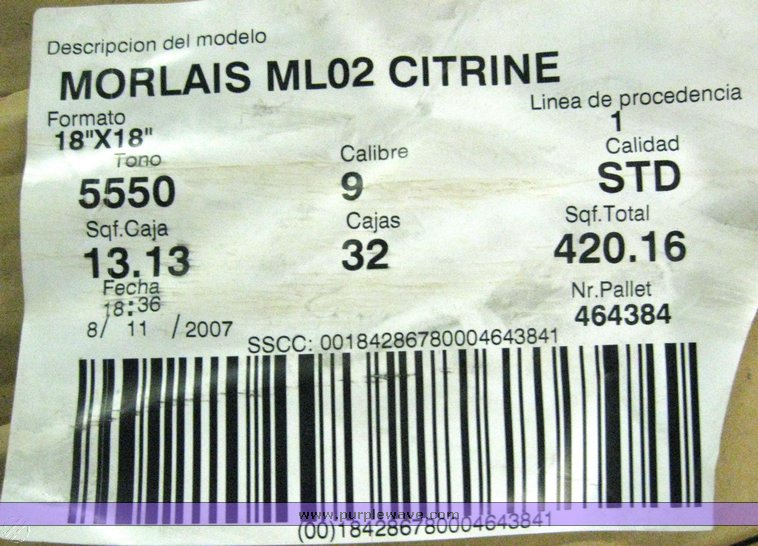 Descripcion del modelo
MORLAIS ML02 CITRINE
Formato Linea de procedencia
18"X18" 1
Tono Calibre Calidad
5550 9 STD
Sqf.Caja Cajas Sqf.Total
13.13 32 420.16
Fecha Nr.Pallet
18:36 464384
8/ 11 /2007
SSCC: 00184286780004643841
www.purplewave.com
(00)184286780004643841